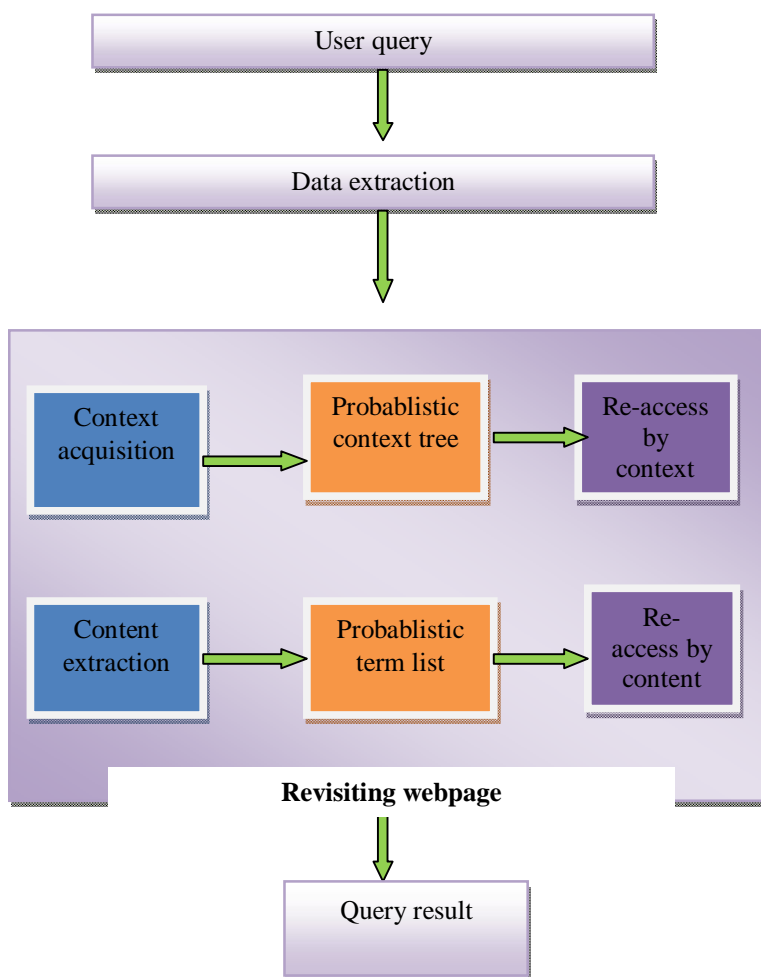 User query
Data extraction
Context
acquisition
Probablistic
context tree
Re-access
by
context
Content
extraction
Probablistic
term list
Re-
access by
content
Revisiting webpage
Query result